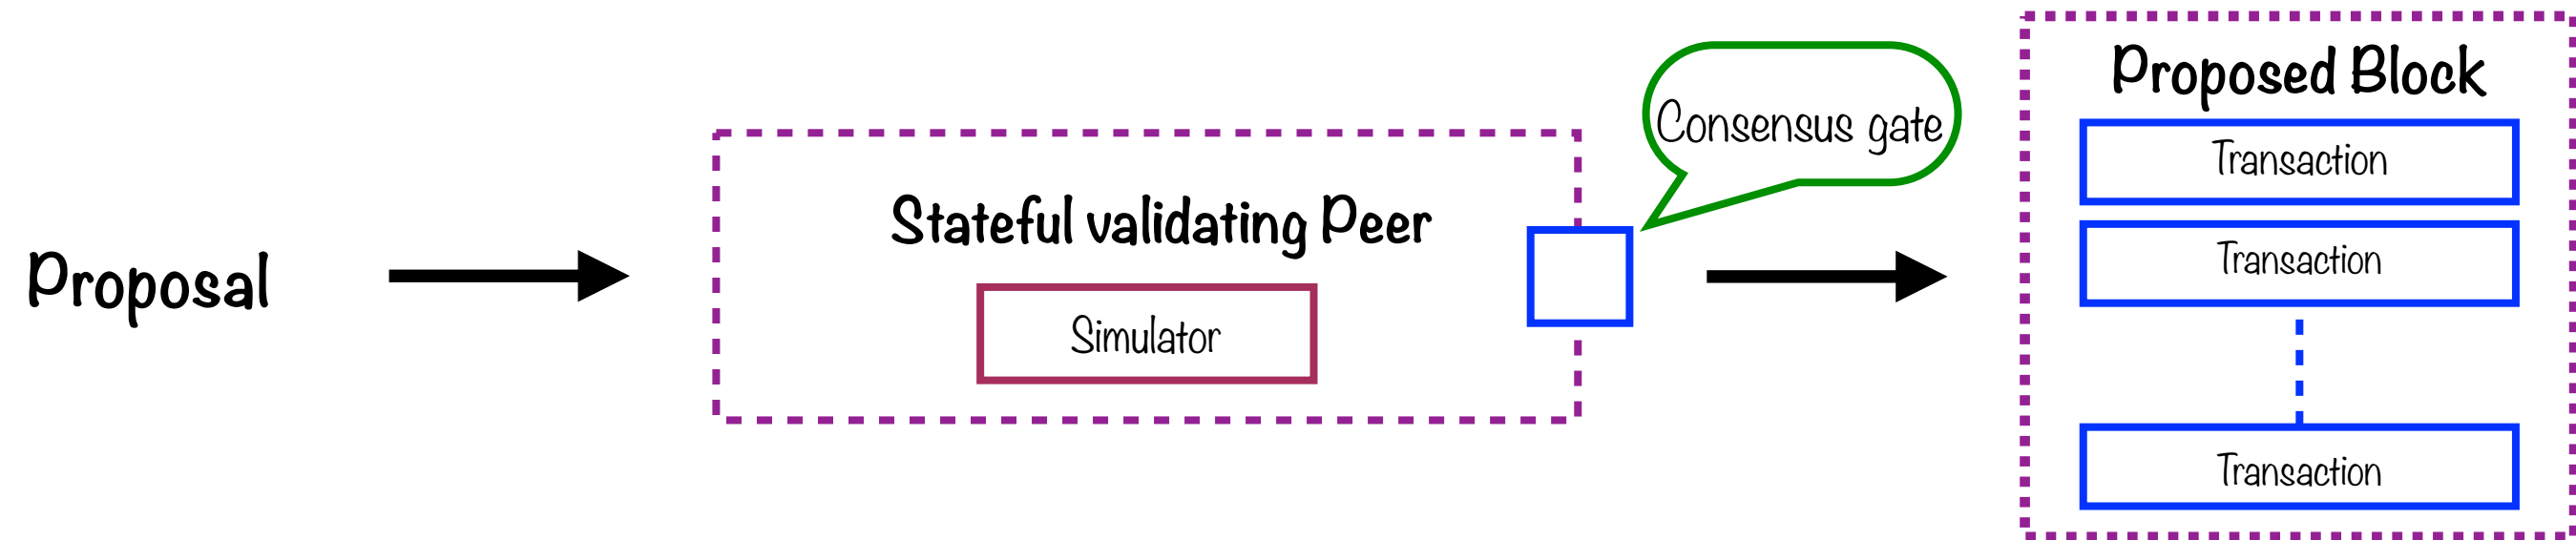 Proposal
Stateful validating Peer
Simulator
Consensus gate
Proposed Block
Transaction
Transaction
Transaction